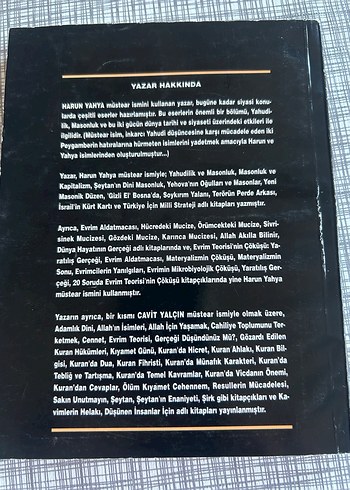 YAZAR HAKKINDA
HARUN YAHYA müstear ismini kullanan yazar, bugüne kadar siyasi konu-
larda çeşitli eserler hazırlamıştır. Bu eserlerin önemli bir bölümü, Yahudi-
lik, Masonluk ve bu iki gücün dünya tarihi ve siyaseti üzerindeki etkileri ile
ilgilidir. (Müstear isim, inkarcı Yahudi düşüncesine karşı mücadele eden iki
Peygamberin hatıralarına hürmeten isimlerini yadetmek amacıyla Harun ve
Yahya isimlerinden oluşturulmuştur...)
Yazar, Harun Yahya müstear ismiyle; Yahudilik ve Masonluk, Masonluk ve
Kapitalizm, Şeytan'ın Dini Masonluk, Yehova'nın Oğulları ve Masonlar, Yeni
Masonik Düzen, 'Gizli El' Bosna'da, Soykırım Yalanı, Terörün Perde Arkası,
İsrail'in Kürt Kartı ve Türkiye İçin Milli Strateji adlı kitapları yazmıştır.
Ayrıca, Evrim Aldatmacası, Hücredeki Mucize, Örümcekteki Mucize, Sivri-
sinek Mucizesi, Gözdeki Mucize, Karınca Mucizesi, Allah Akılla Bilinir,
Dünya Hayatının Gerçeği adlı kitaplarında ve, Evrim Teorisi'nin Çöküşü: Ya-
ratılış Gerçeği, Evrim Aldatmacası, Materyalizmin Çöküşü, Materyalizmin
Sonu, Evrimcilerin Yanılgıları, Evrimin Mikrobiyolojik Çöküşü, Yaratılış Ger-
çeği, 20 Soruda Evrim Teorisi'nin Çöküşü kitapçıklarında yine Harun Yahya
müstear ismini kullanmıştır.
Yazarın ayrıca, bir kısmı CAVİT YALÇIN müstear ismiyle olmak üzere,
Adamlık Dini, Allah'ın İsimleri, Allah İçin Yaşamak, Cahiliye Toplumunu Ter-
ketmek, Cennet, Evrim Teorisi, Gerçeği Düşündünüz Mü?, Gözardı Edilen
Kuran Hükümleri, Kıyamet Günü, Kuran'da Hicret, Kuran Ahlakı, Kuran Bil-
gisi, Kuran'da Dua, Kuran Fihristi, Kuran'da Münafık Karakteri, Kuran'da
Tebliğ ve Tartışma, Kuran'da Temel Kavramlar, Kuran'da Vicdanın Önemi,
Kuran'dan Cevaplar, Ölüm Kıyamet Cehennem, Resullerin Mücadelesi,
Sakın Unutmayın, Şeytan, Şeytan'ın Enaniyeti, Şirk gibi kitapçıkları ve Ka-
vimlerin Helakı, Düşünen İnsanlar İçin adlı kitapları yayınlanmıştır.